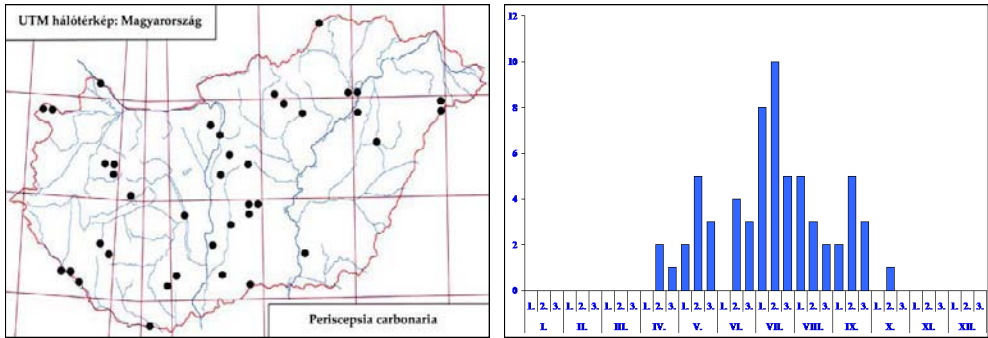 UTM hálótérkép: Magyarország
Periscepsia carbonaria
12
10
8
6
4
2
0
1. 2. 3. 1. 2. 3. 1. 2. 3. 1. 2. 3. 1. 2. 3. 1. 2. 3. 1. 2. 3. 1. 2. 3. 1. 2. 3. 1. 2. 3. 1. 2. 3. 1. 2. 3.
I. II. III. IV. V. VI. VII. VIII. IX. X. XI. XII.